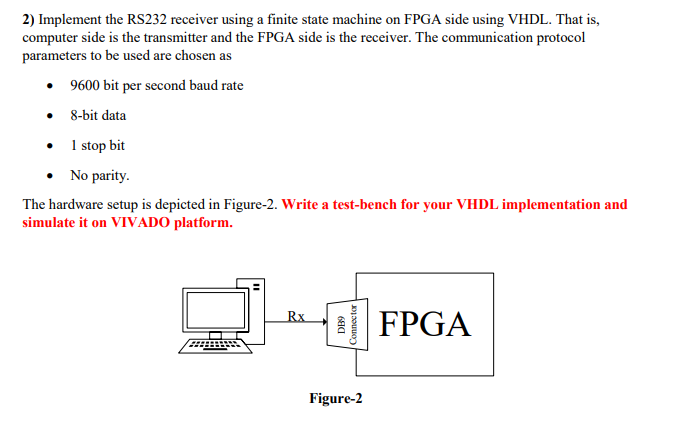 2) Implement the RS232 receiver using a finite state machine on FPGA side using VHDL. That is,
computer side is the transmitter and the FPGA side is the receiver. The communication protocol
parameters to be used are chosen as
• 9600 bit per second baud rate
• 8-bit data
• 1 stop bit
• No parity.
The hardware setup is depicted in Figure-2. Write a test-bench for your VHDL implementation and
simulate it on VIVADO platform.
Rx
DB9
Connector
FPGA
Figure-2